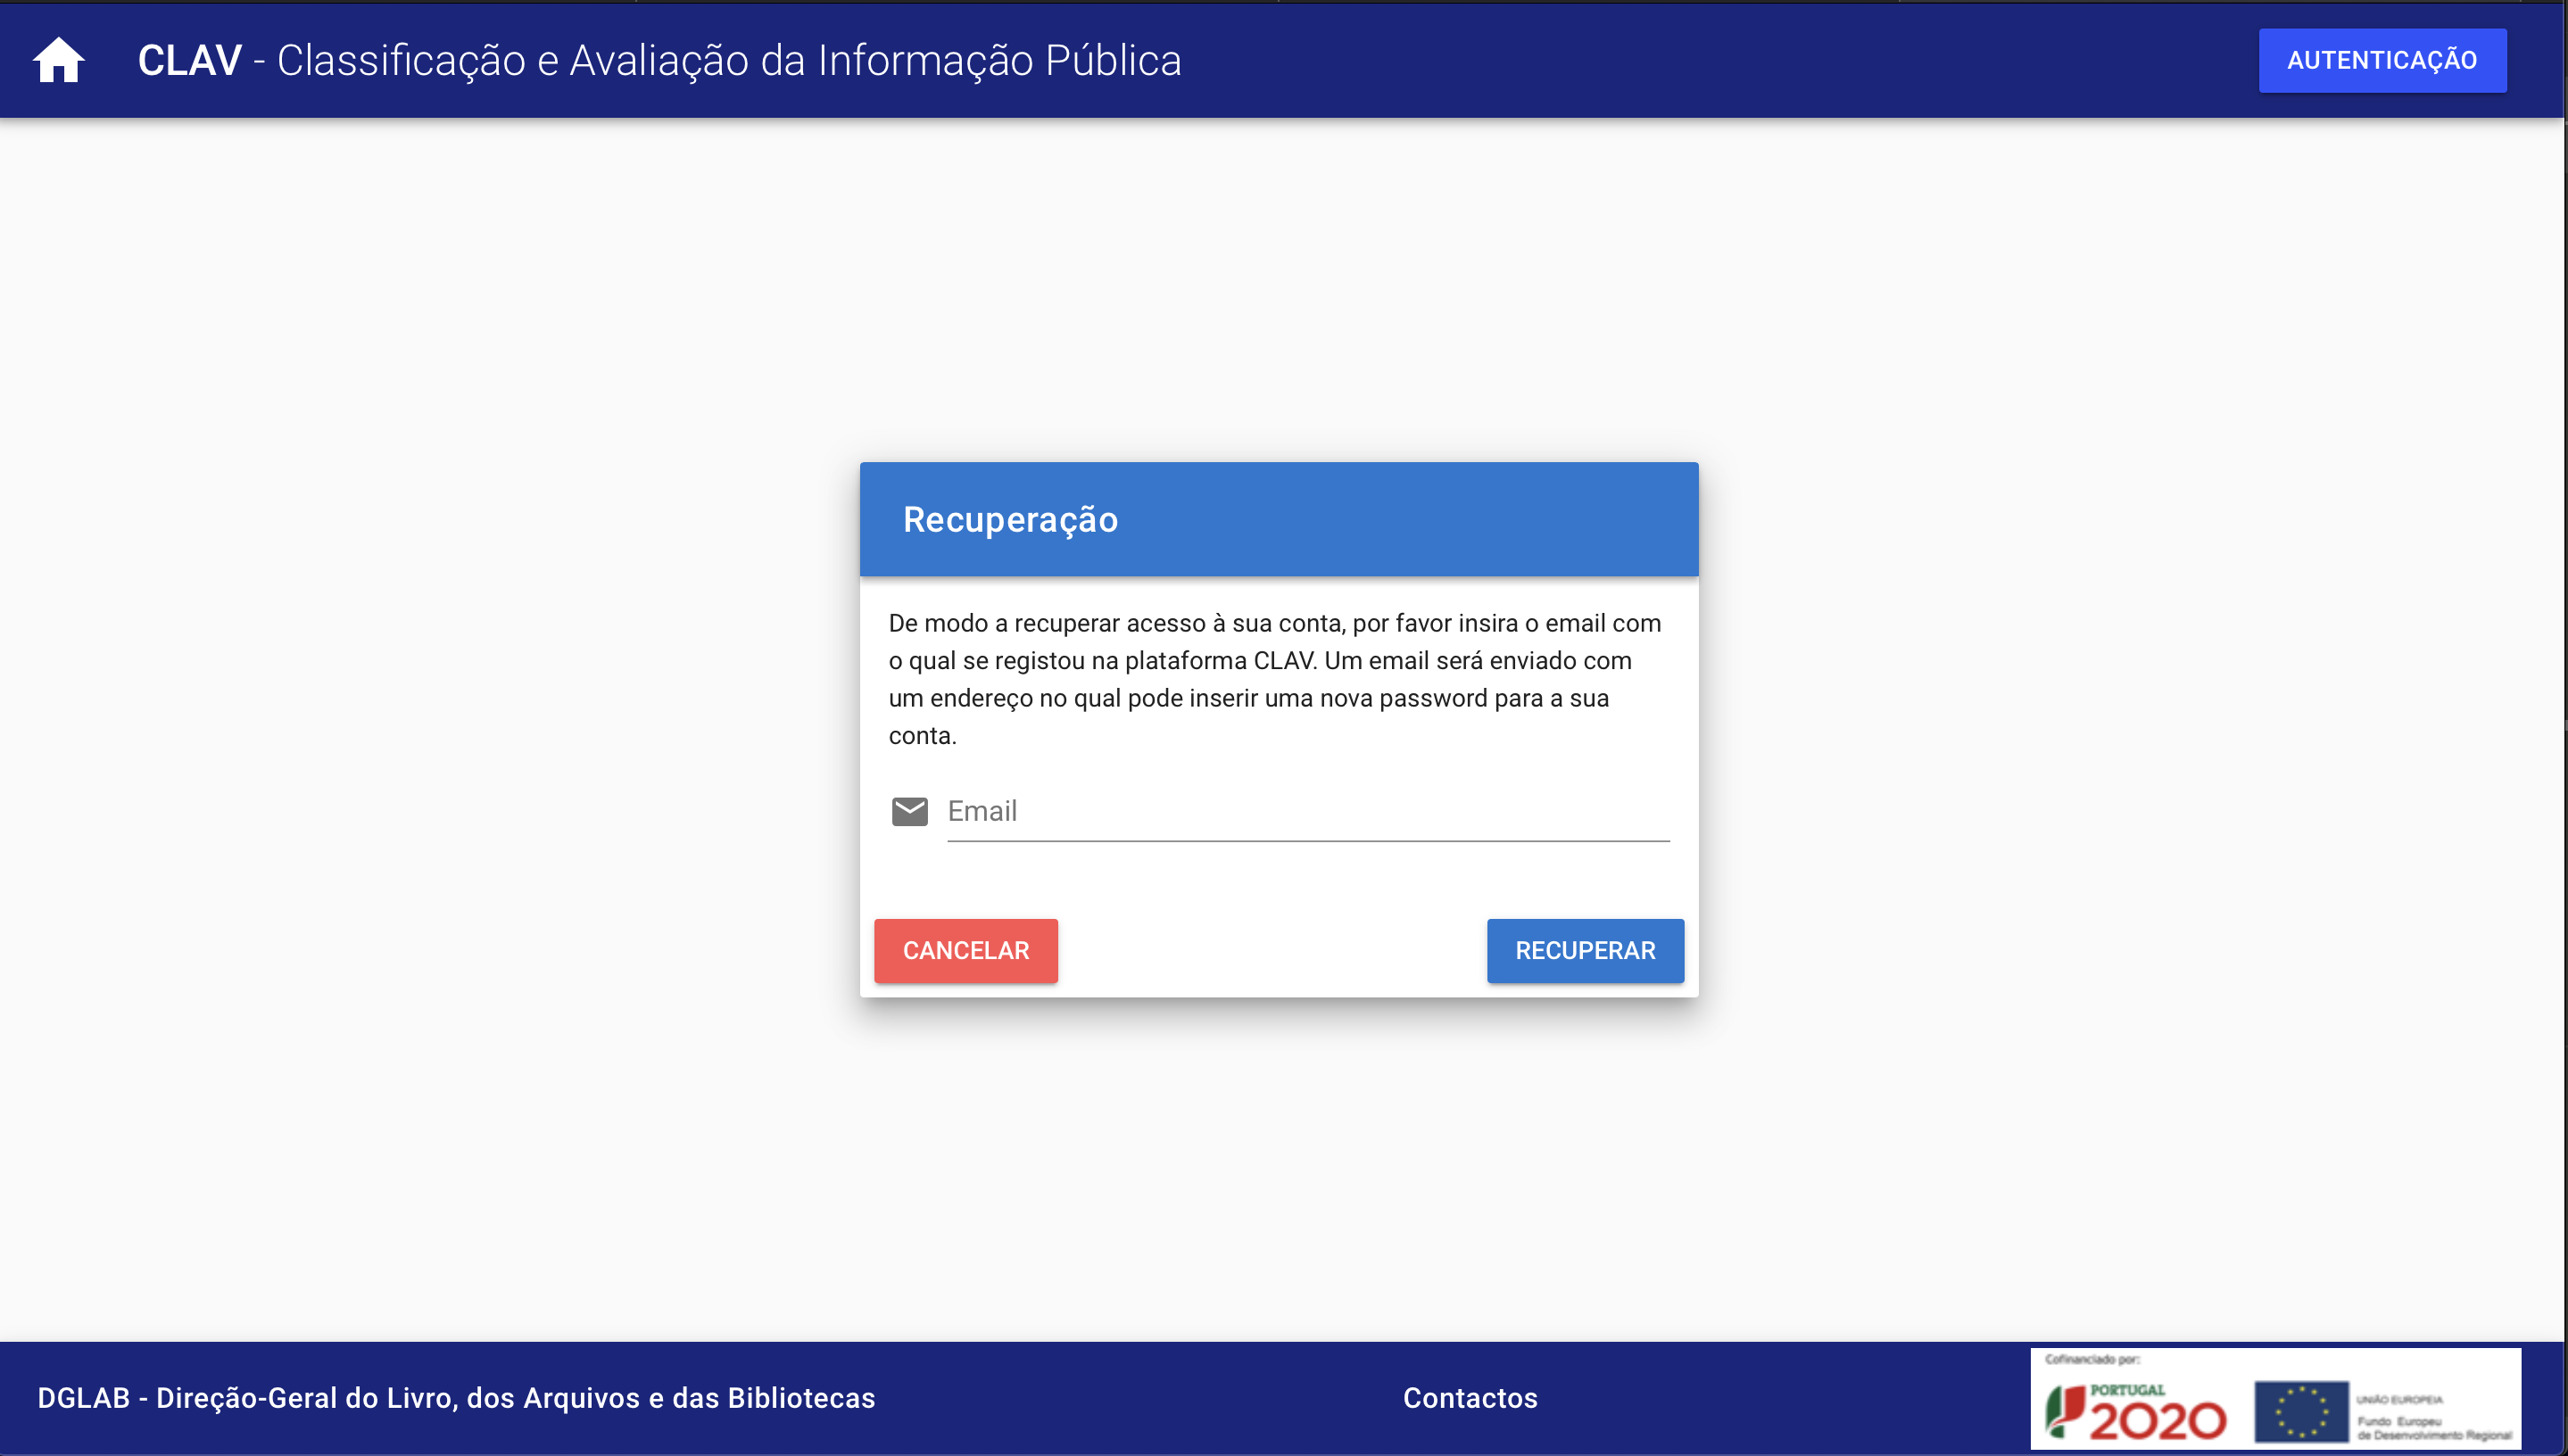 CLAV - Classificação e Avaliação da Informação Pública
AUTENTICAÇÃO
Recuperação
De modo a recuperar acesso à sua conta, por favor insira o email com
o qual se registou na plataforma CLAV. Um email será enviado com
um endereço no qual pode inserir uma nova password para a sua
conta.
Email
CANCELAR
RECUPERAR
DGLAB - Direção-Geral do Livro, dos Arquivos e das Bibliotecas
Contactos
Cofinanciado por:
PORTUGAL
2020
UNIÃO EUROPEIA
Fundo Europeu
de Desenvolvimento Regional